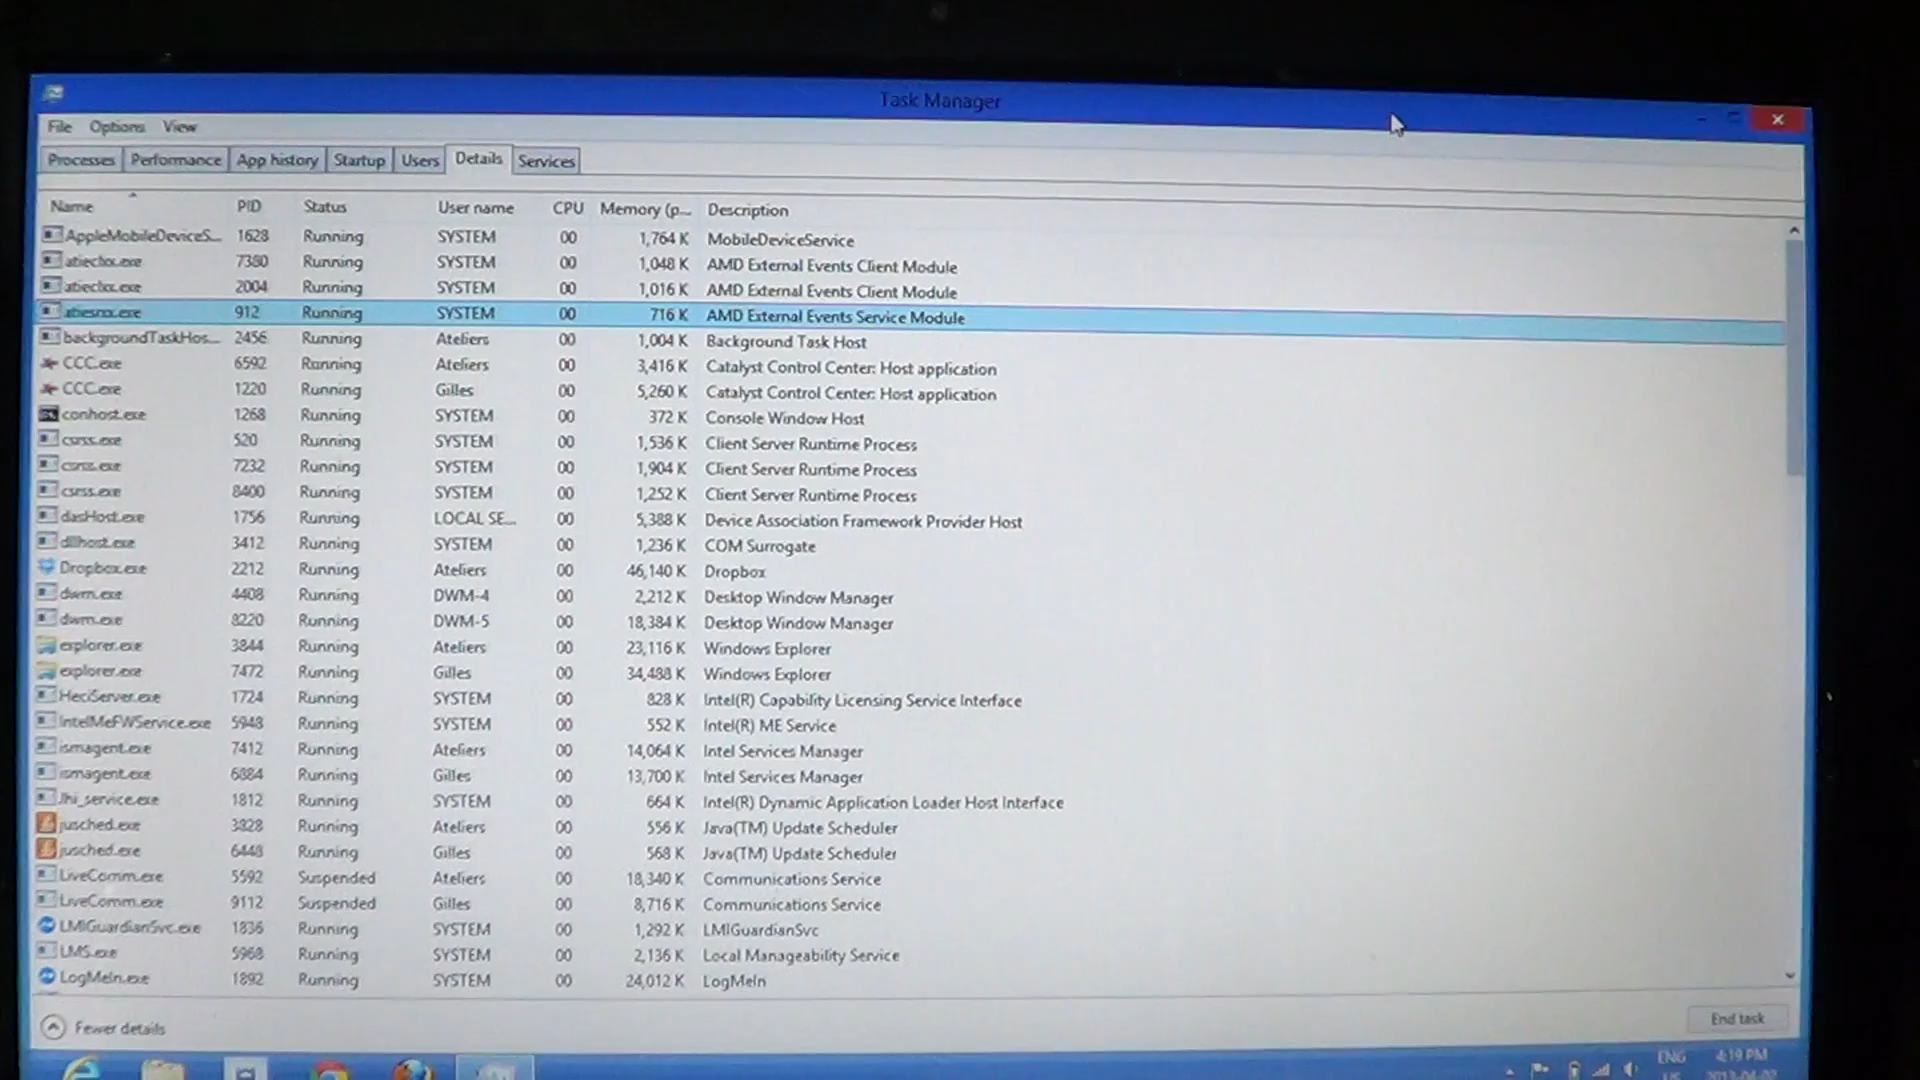 Task Manager
File Options View
Processes Performance App history Startup Users Details Services
Name PID Status User name CPU Memory (p... Description
AppleMobileDeviceS... 1628 Running SYSTEM 00 1,764 K MobileDeviceService
atieclxx.exe 7380 Running SYSTEM 00 1,048 K AMD External Events Client Module
atieclxx.exe 2004 Running SYSTEM 00 1,016 K AMD External Events Client Module
atiesrxx.exe 912 Running SYSTEM 00 716 K AMD External Events Service Module
backgroundTaskHos... 2456 Running Ateliers 00 1,004 K Background Task Host
CCC.exe 6592 Running Ateliers 00 3,416 K Catalyst Control Center: Host application
CCC.exe 1220 Running Gilles 00 5,260 K Catalyst Control Center: Host application
conhost.exe 1268 Running SYSTEM 00 372 K Console Window Host
csrss.exe 520 Running SYSTEM 00 1,536 K Client Server Runtime Process
csrss.exe 7232 Running SYSTEM 00 1,904 K Client Server Runtime Process
csrss.exe 8400 Running SYSTEM 00 1,252 K Client Server Runtime Process
dasHost.exe 1756 Running LOCAL SE... 00 5,388 K Device Association Framework Provider Host
dllhost.exe 3412 Running SYSTEM 00 1,236 K COM Surrogate
Dropbox.exe 2212 Running Ateliers 00 46,140 K Dropbox
dwm.exe 4408 Running DWM-4 00 2,212 K Desktop Window Manager
dwm.exe 8220 Running DWM-5 00 18,384 K Desktop Window Manager
explorer.exe 3844 Running Ateliers 00 23,116 K Windows Explorer
explorer.exe 7472 Running Gilles 00 34,488 K Windows Explorer
HeciServer.exe 1724 Running SYSTEM 00 828 K Intel(R) Capability Licensing Service Interface
IntelMeFWService.exe 5948 Running SYSTEM 00 552 K Intel(R) ME Service
ismagent.exe 7412 Running Ateliers 00 14,064 K Intel Services Manager
ismagent.exe 6884 Running Gilles 00 13,700 K Intel Services Manager
Jhi_service.exe 1812 Running SYSTEM 00 664 K Intel(R) Dynamic Application Loader Host Interface
jusched.exe 3828 Running Ateliers 00 556 K Java(TM) Update Scheduler
jusched.exe 6448 Running Gilles 00 568 K Java(TM) Update Scheduler
LiveComm.exe 5592 Suspended Ateliers 00 18,340 K Communications Service
LiveComm.exe 9112 Suspended Gilles 00 8,716 K Communications Service
LMIGuardianSvc.exe 1836 Running SYSTEM 00 1,292 K LMIGuardianSvc
LMS.exe 5968 Running SYSTEM 00 2,136 K Local Manageability Service
LogMeIn.exe 1892 Running SYSTEM 00 24,012 K LogMeIn
Fewer details End task
ENG 4:19 PM
US 2013-04-02